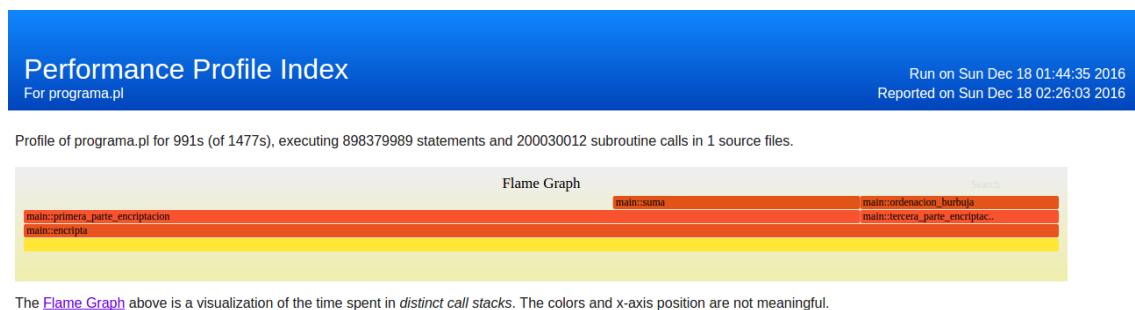 Performance Profile Index
For programa.pl
Run on Sun Dec 18 01:44:35 2016
Reported on Sun Dec 18 02:26:03 2016
Profile of programa.pl for 991s (of 1477s), executing 898379989 statements and 200030012 subroutine calls in 1 source files.
Flame Graph
Search
main::suma
main::ordenacion_burbuja
main::primera_parte_encriptacion
main::tercera_parte_encriptac..
main::encripta
The Flame Graph above is a visualization of the time spent in distinct call stacks. The colors and x-axis position are not meaningful.